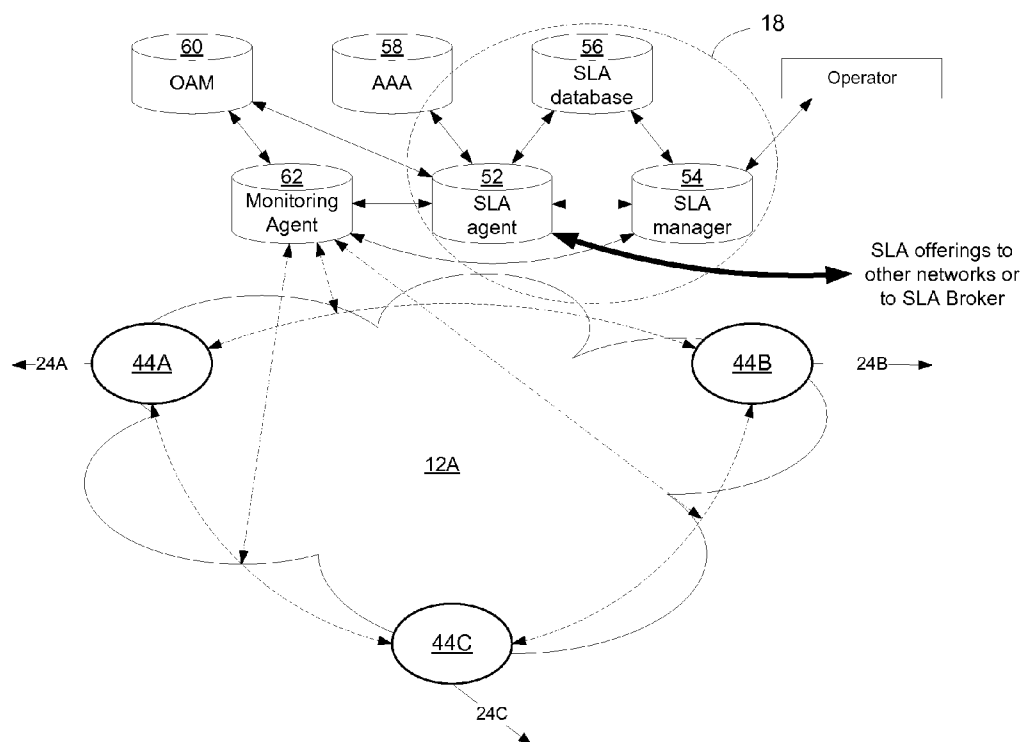 18
60
OAM
58
AAA
56
SLA
database
Operator
62
Monitoring
Agent
52
SLA
agent
54
SLA
manager
SLA offerings to
other networks or
to SLA Broker
24A
44A
44B
24B
12A
44C
24C